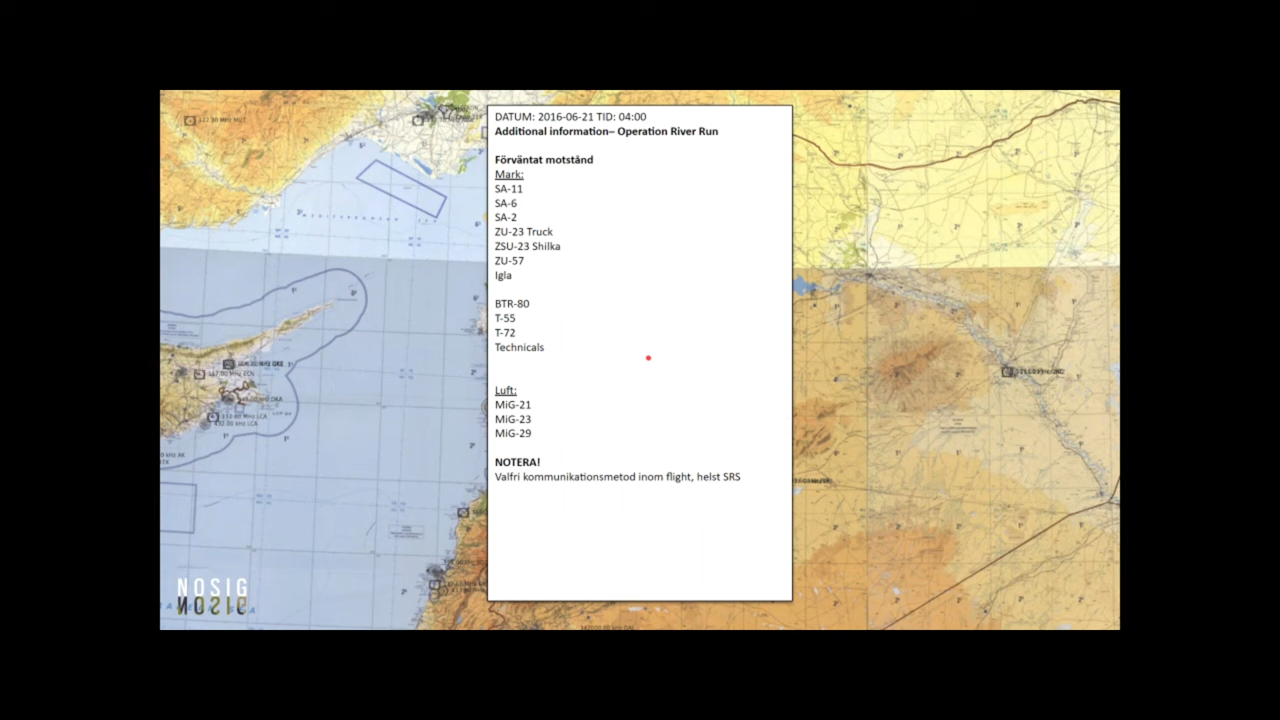 DATUM: 2016-06-21 TID: 04:00
Additional information– Operation River Run
Förväntat motstånd
Mark:
SA-11
SA-6
SA-2
ZU-23 Truck
ZSU-23 Shilka
ZU-57
Igla
BTR-80
T-55
T-72
Technicals
Luft:
MiG-21
MiG-23
MiG-29
NOTERA!
Valfri kommunikationsmetod inom flight, helst SRS
NOSIG